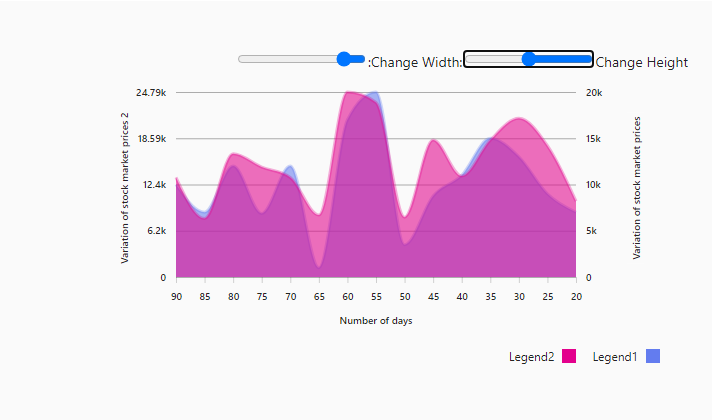 :Change Width: Change Height
24.79k
18.59k
12.4k
6.2k
0
Variation of stock market prices 2
20k
15k
10k
5k
0
Variation of stock market prices
90 85 80 75 70 65 60 55 50 45 40 35 30 25 20
Number of days
Legend2 Legend1